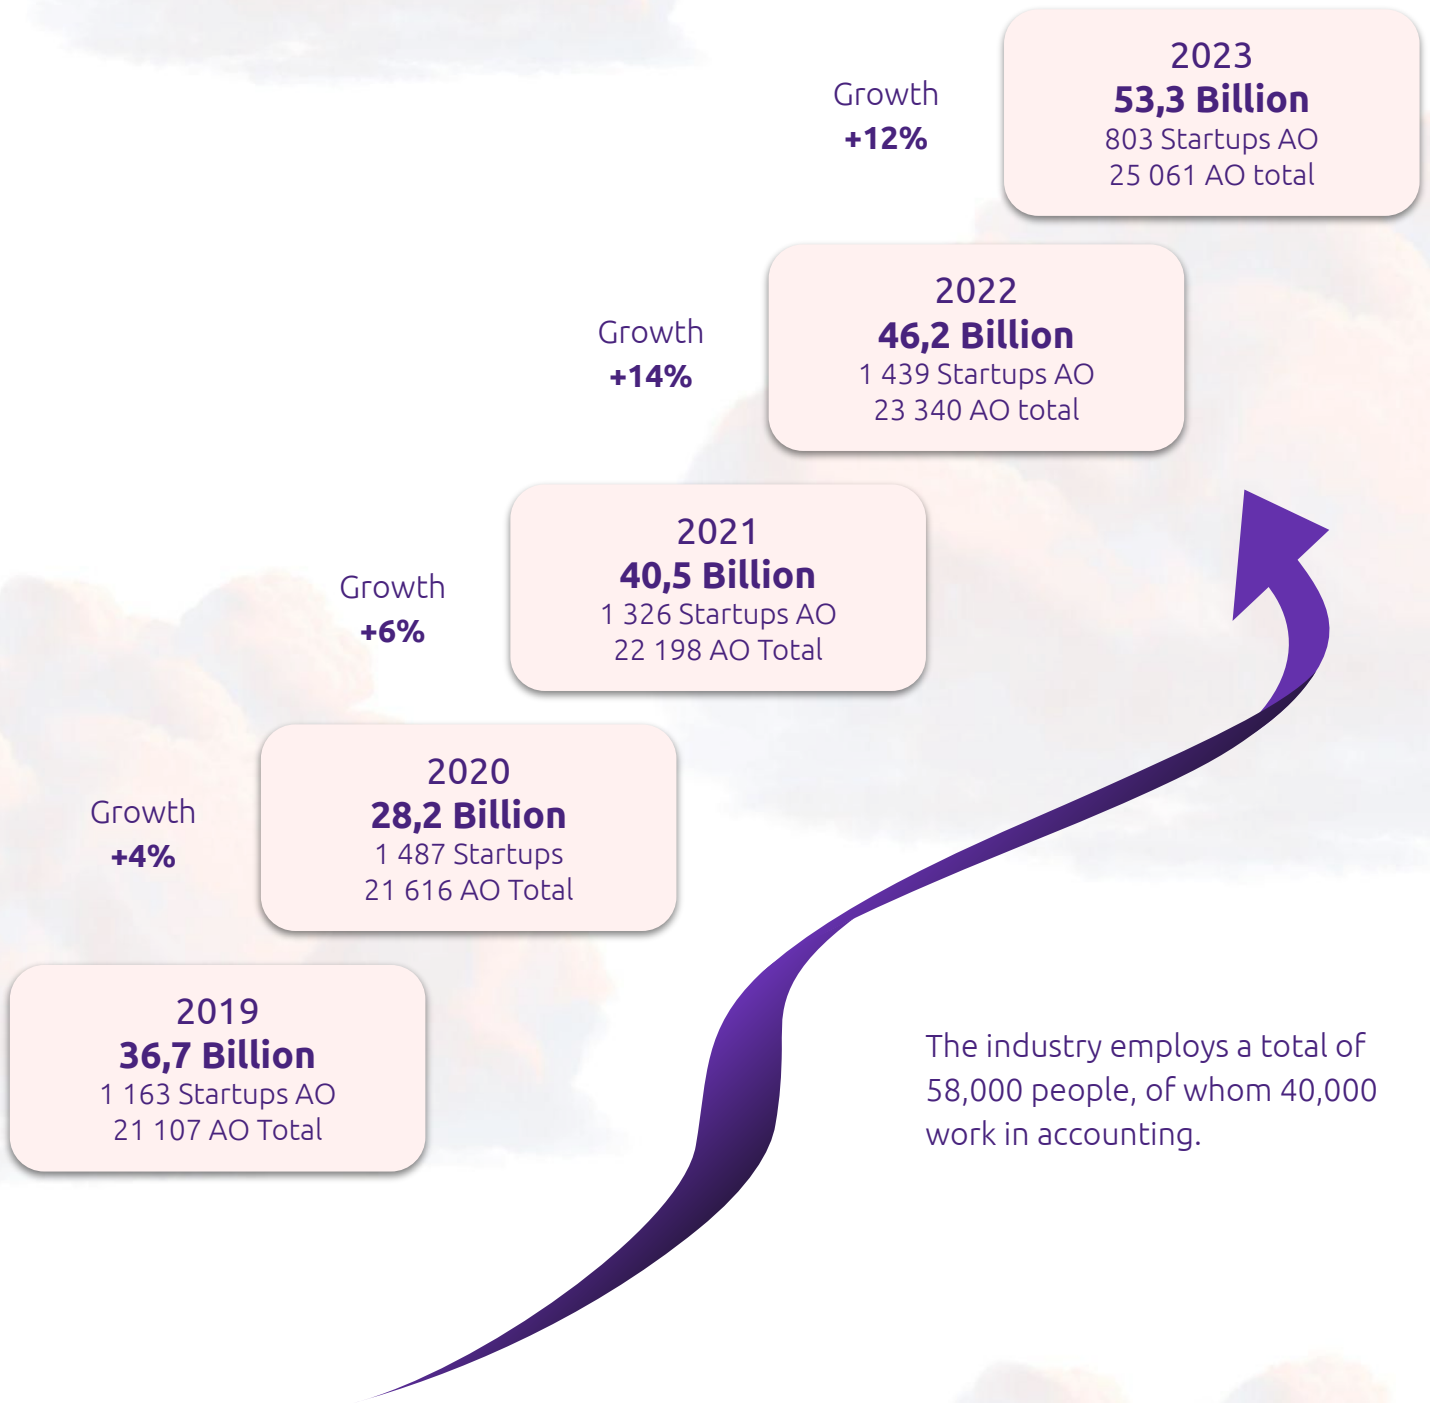 2023
53,3 Billion
803 Startups AO
25 061 AO total
Growth
+12%
2022
46,2 Billion
1 439 Startups AO
23 340 AO total
Growth
+14%
2021
40,5 Billion
1 326 Startups AO
22 198 AO Total
Growth
+6%
2020
28,2 Billion
1 487 Startups
21 616 AO Total
Growth
+4%
2019
36,7 Billion
1 163 Startups AO
21 107 AO Total
The industry employs a total of
58,000 people, of whom 40,000
work in accounting.